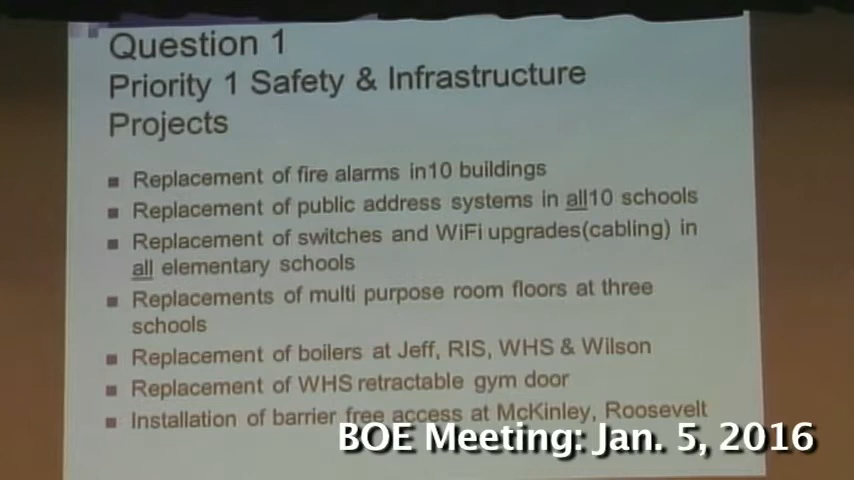 Question 1
Priority 1 Safety & Infrastructure
Projects
■ Replacement of fire alarms in10 buildings
■ Replacement of public address systems in all10 schools
■ Replacement of switches and WiFi upgrades(cabling) in
all elementary schools
■ Replacements of multi purpose room floors at three
schools
■ Replacement of boilers at Jeff, RIS, WHS & Wilson
■ Replacement of WHS retractable gym door
■ Installation of barrier free access at McKinley, Roosevelt
BOE Meeting: Jan. 5, 2016